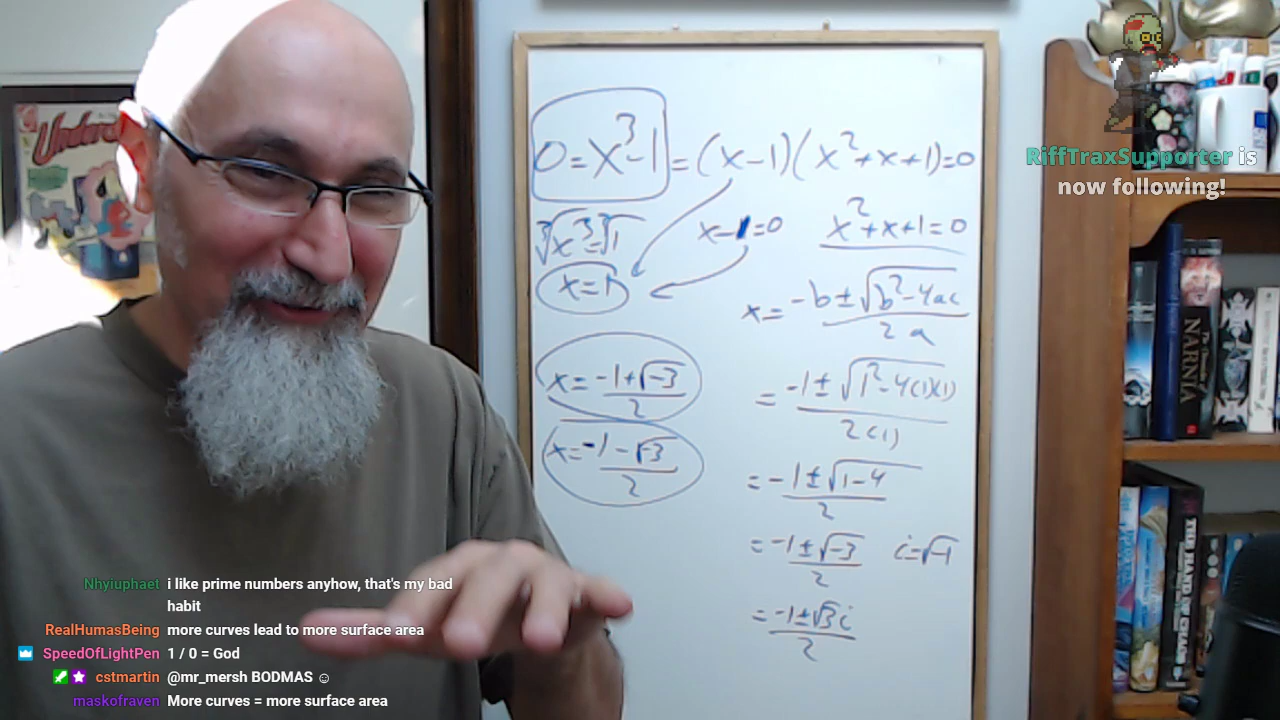 0 = x³ - 1 = (x - 1)(x² + x + 1) = 0
∛x³ = ∛1
x - 1 = 0
x² + x + 1 = 0
x = 1
x = (-b ± √(b² - 4ac)) / 2a
x = (-1 + √-3) / 2
= (-1 ± √(1² - 4(1)(1))) / 2(1)
x = (-1 - √-3) / 2
= (-1 ± √(1 - 4)) / 2
= (-1 ± √-3) / 2
i = √-1
= (-1 ± √3 i) / 2
RiffTraxSupporter is
now following!
NARNIA
Nhyiuphaet i like prime numbers anyhow, that's my bad
habit
RealHumasBeing more curves lead to more surface area
SpeedOfLightPen 1 / 0 = God
cstmartin @mr_mersh BODMAS ☺
maskofraven More curves = more surface area